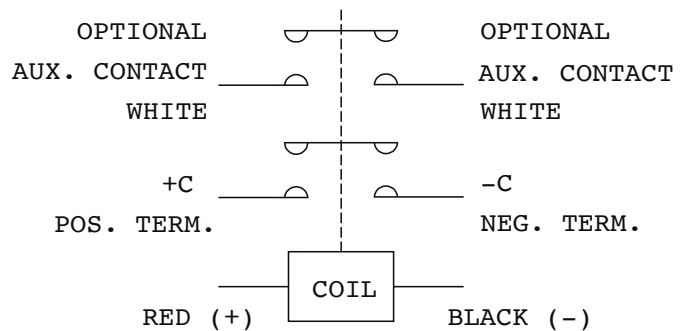 OPTIONAL OPTIONAL
AUX. CONTACT AUX. CONTACT
WHITE WHITE
+C -C
POS. TERM. NEG. TERM.
COIL
RED (+) BLACK (-)